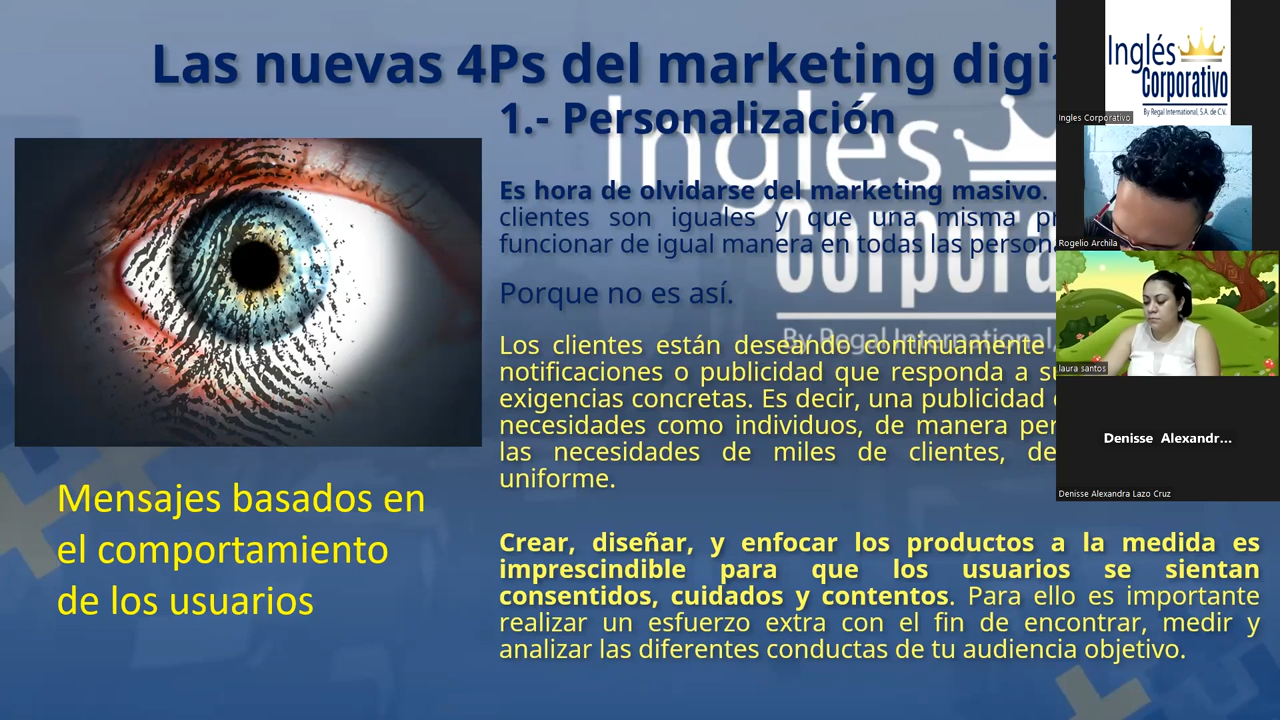 Las nuevas 4Ps del marketing
1.- Personalización
Es hora de olvidarse del marketing masivo.
clientes son iguales y que una misma
funcionar de igual manera en todas las
Porque no es así.
Los clientes están deseando continuamente
notificaciones o publicidad que responda a
exigencias concretas. Es decir, una publicidad
necesidades como individuos, de manera
las necesidades de miles de clientes,
uniforme.
Crear, diseñar, y enfocar los productos a la medida es
imprescindible para que los usuarios se sientan
consentidos, cuidados y contentos. Para ello es importante
realizar un esfuerzo extra con el fin de encontrar, medir y
analizar las diferentes conductas de tu audiencia objetivo.
Mensajes basados en
el comportamiento
de los usuarios
Inglés
By Regal International,
Inglés
Corporativo
By Regal International, S.A. de C.V.
Ingles Corporativo
Rogelio Archila
laura santos
Denisse Alexandr...
Denisse Alexandra Lazo Cruz